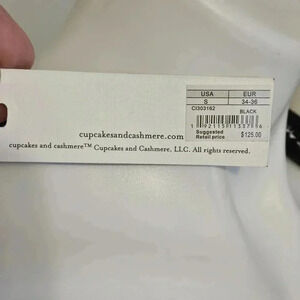 USA EUR
S 34-36
CI303162
BLACK
Suggested
Retail price $125.00
cupcakesandcashmere.com
cupcakes and cashmere™ Cupcakes and Cashmere, LLC. All rights reserved.